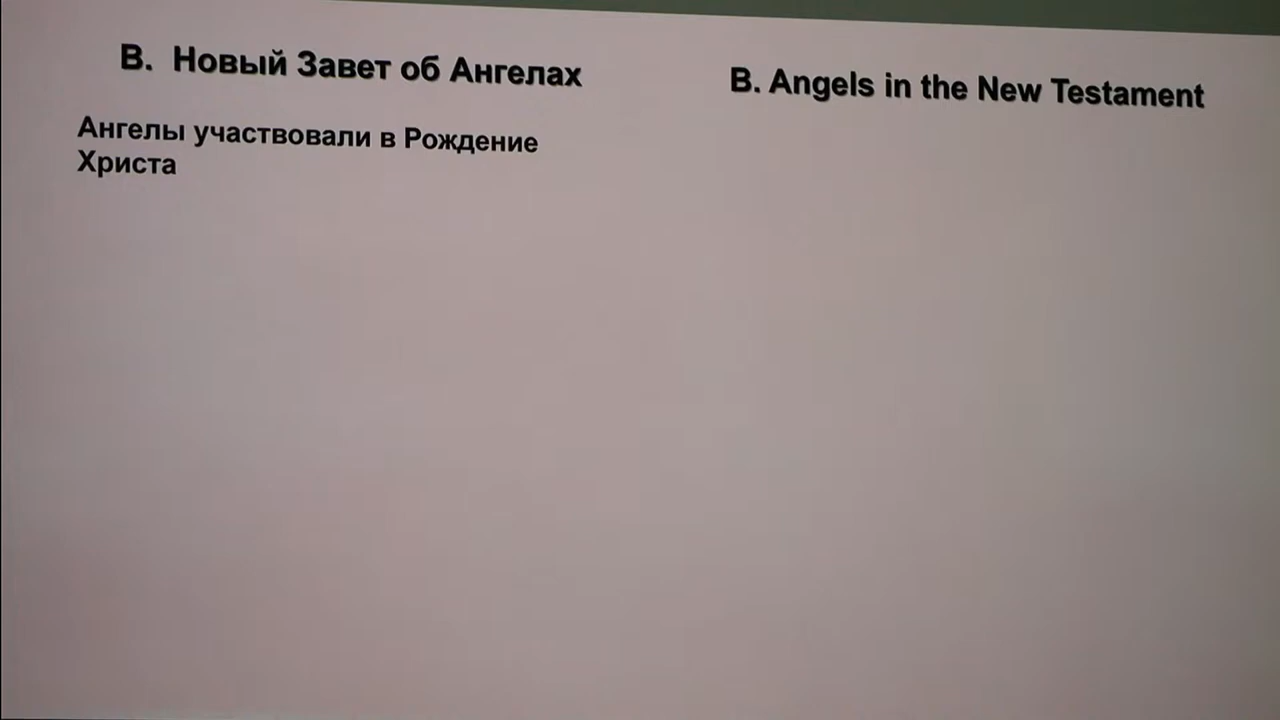 В. Новый Завет об Ангелах
B. Angels in the New Testament
Ангелы участвовали в Рождение
Христа